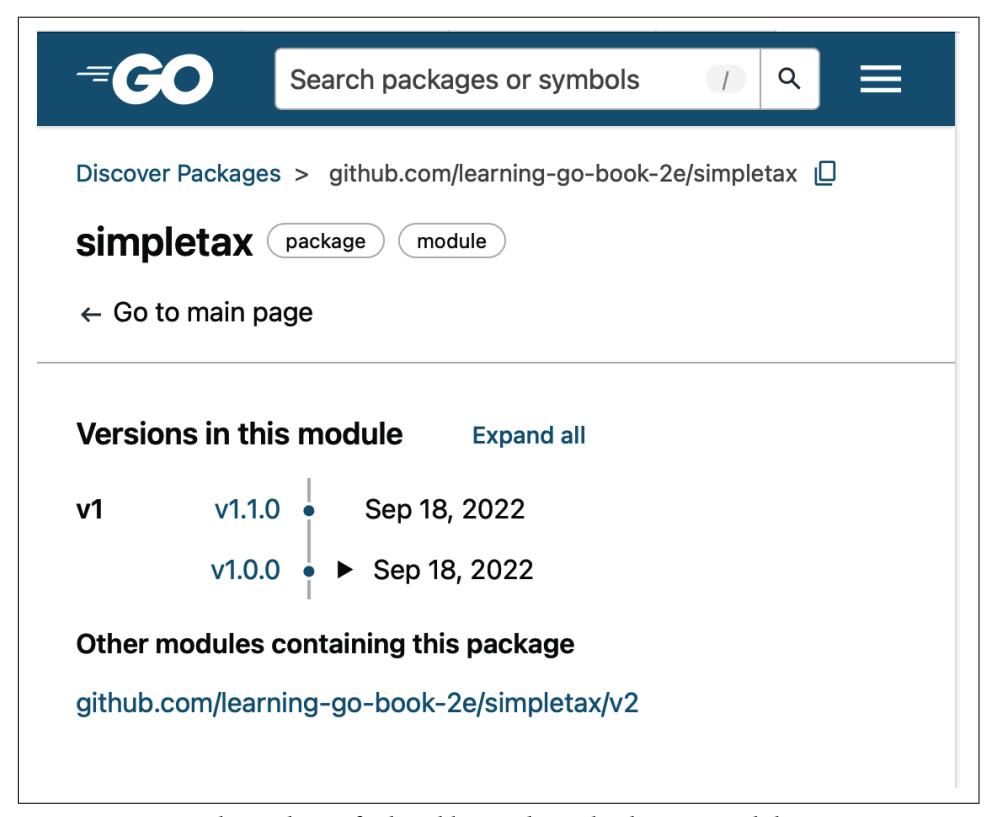 GO
Search packages or symbols /
Discover Packages > github.com/learning-go-book-2e/simpletax
simpletax package module
← Go to main page
Versions in this module Expand all
v1 v1.1.0 Sep 18, 2022
v1.0.0 ▶ Sep 18, 2022
Other modules containing this package
github.com/learning-go-book-2e/simpletax/v2